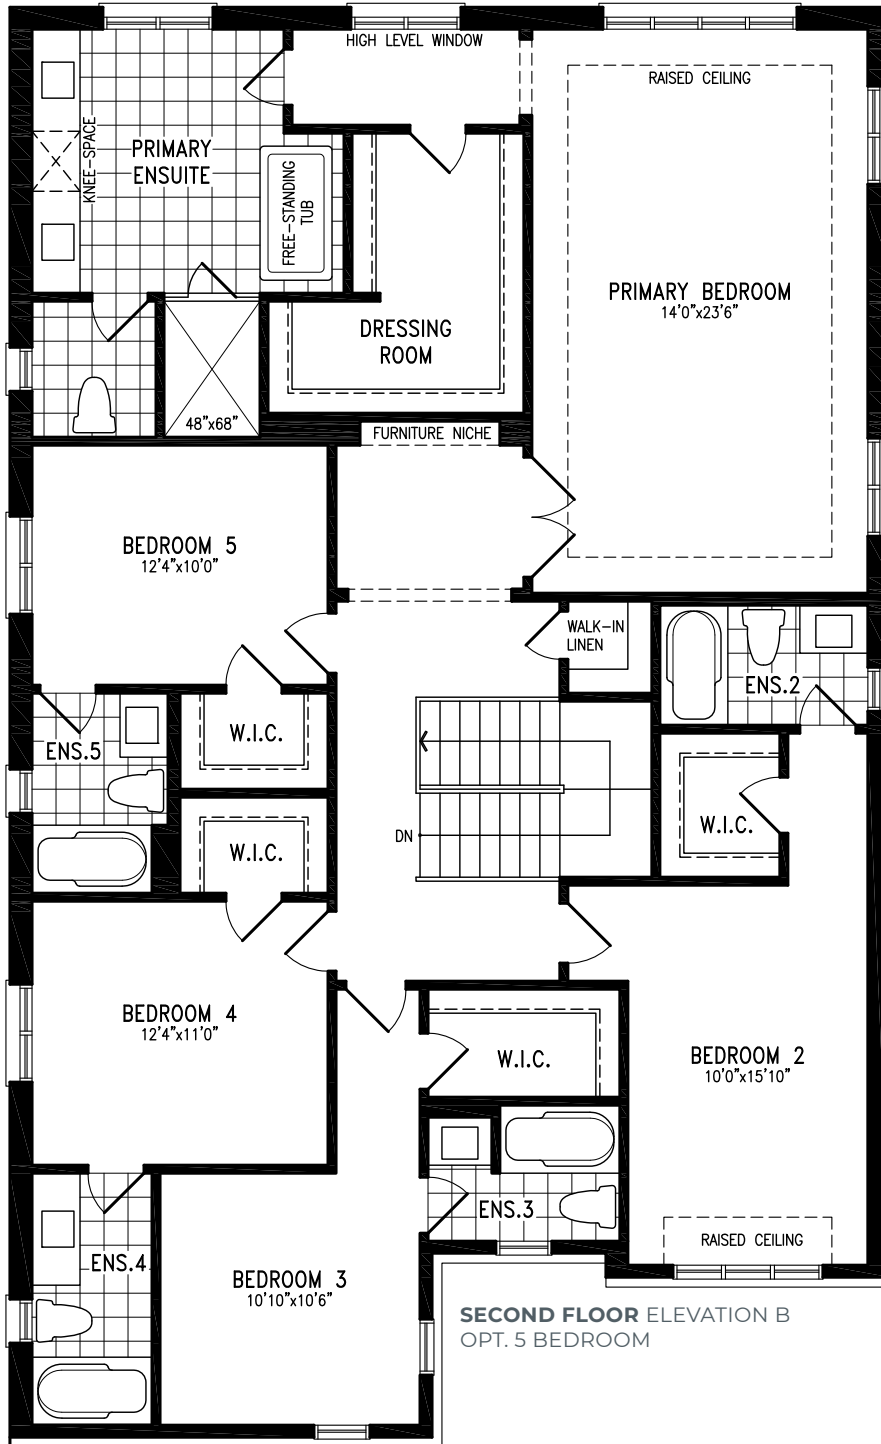 HIGH LEVEL WINDOW
RAISED CEILING
KNEE-SPACE
PRIMARY
ENSUITE
FREE-STANDING
TUB
PRIMARY BEDROOM
14'0"x23'6"
DRESSING
ROOM
48"x68"
FURNITURE NICHE
BEDROOM 5
12'4"x10'0"
WALK-IN
LINEN
ENS.2
ENS.5
W.I.C.
W.I.C.
DN
W.I.C.
BEDROOM 4
12'4"x11'0"
W.I.C.
BEDROOM 2
10'0"x15'10"
ENS.3
RAISED CEILING
ENS.4
BEDROOM 3
10'10"x10'6"
SECOND FLOOR ELEVATION B
OPT. 5 BEDROOM